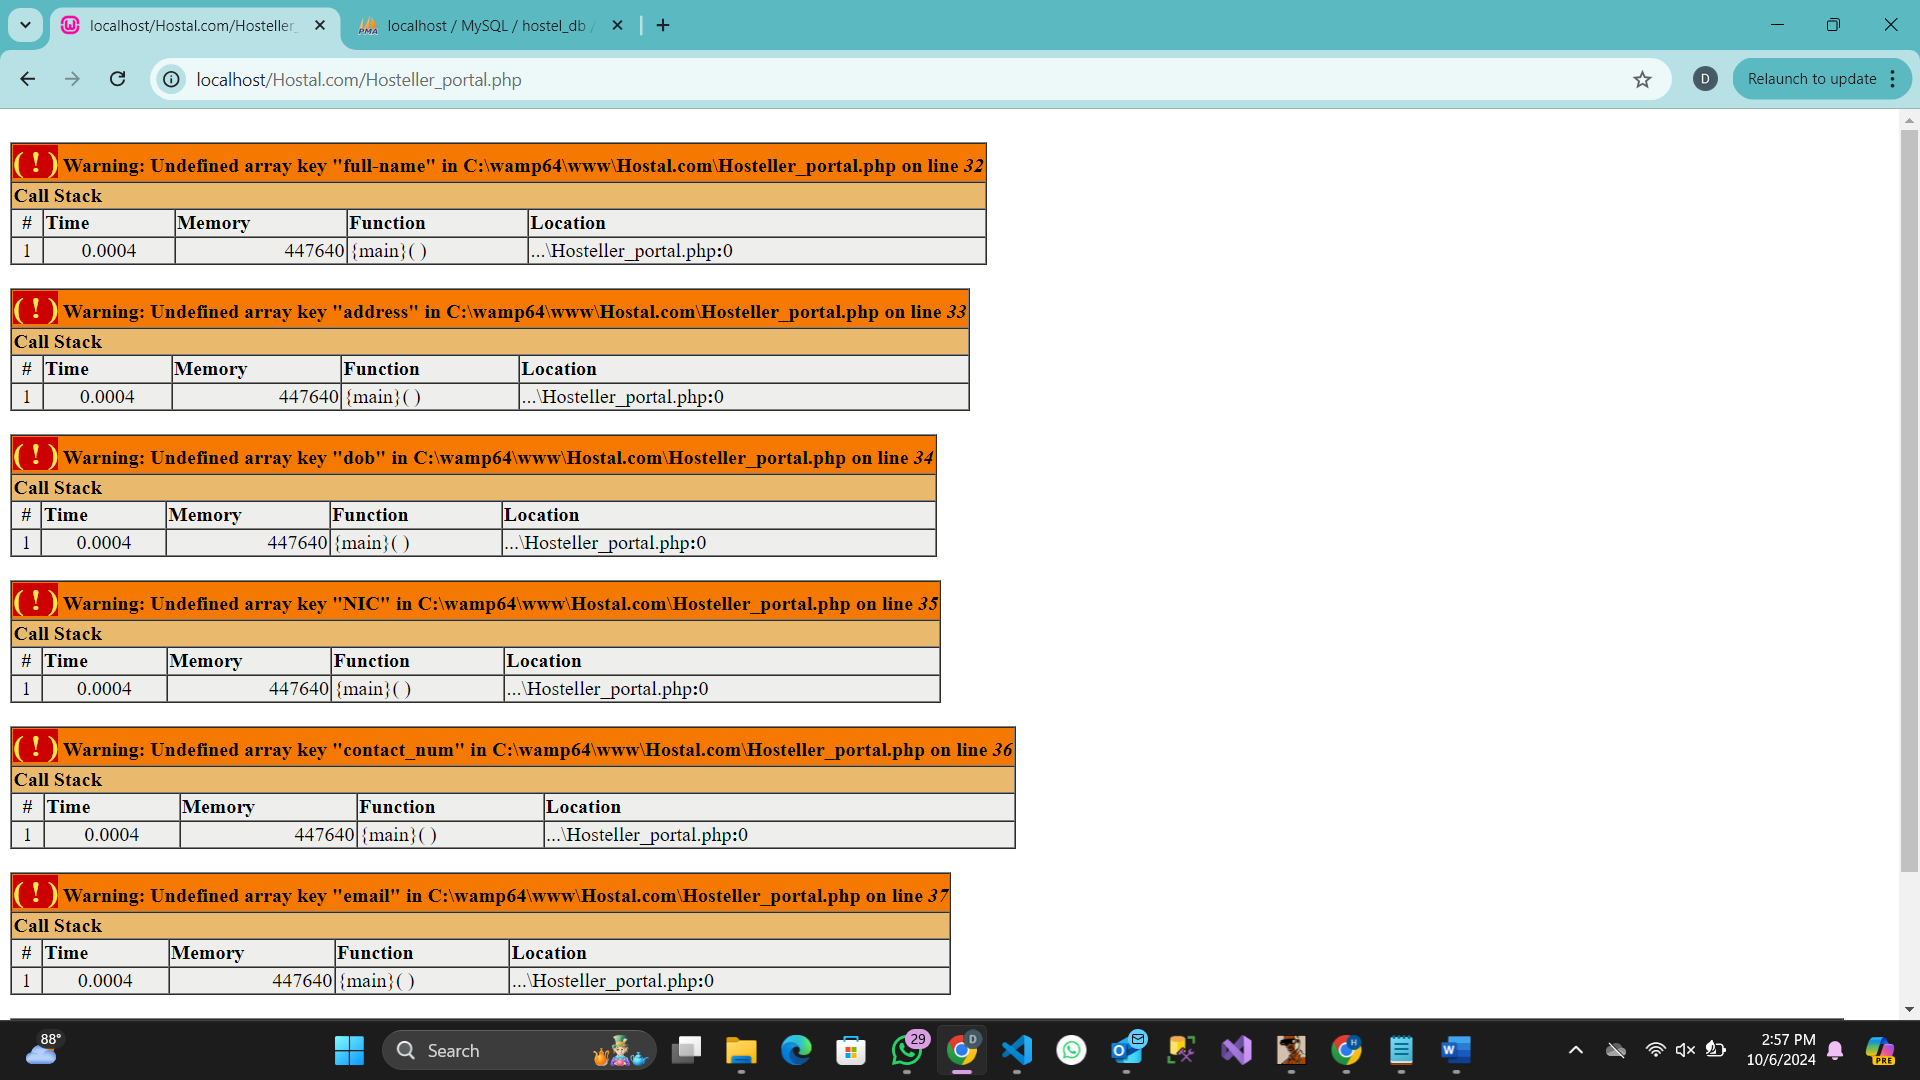 localhost/Hostal.com/Hosteller_
localhost / MySQL / hostel_db /
localhost/Hostal.com/Hosteller_portal.php
D
Relaunch to update
( ! ) Warning: Undefined array key "full-name" in C:\wamp64\www\Hostal.com\Hosteller_portal.php on line 32
Call Stack
# Time Memory Function Location
1 0.0004 447640 {main}( ) ...\Hosteller_portal.php:0
( ! ) Warning: Undefined array key "address" in C:\wamp64\www\Hostal.com\Hosteller_portal.php on line 33
Call Stack
# Time Memory Function Location
1 0.0004 447640 {main}( ) ...\Hosteller_portal.php:0
( ! ) Warning: Undefined array key "dob" in C:\wamp64\www\Hostal.com\Hosteller_portal.php on line 34
Call Stack
# Time Memory Function Location
1 0.0004 447640 {main}( ) ...\Hosteller_portal.php:0
( ! ) Warning: Undefined array key "NIC" in C:\wamp64\www\Hostal.com\Hosteller_portal.php on line 35
Call Stack
# Time Memory Function Location
1 0.0004 447640 {main}( ) ...\Hosteller_portal.php:0
( ! ) Warning: Undefined array key "contact_num" in C:\wamp64\www\Hostal.com\Hosteller_portal.php on line 36
Call Stack
# Time Memory Function Location
1 0.0004 447640 {main}( ) ...\Hosteller_portal.php:0
( ! ) Warning: Undefined array key "email" in C:\wamp64\www\Hostal.com\Hosteller_portal.php on line 37
Call Stack
# Time Memory Function Location
1 0.0004 447640 {main}( ) ...\Hosteller_portal.php:0
88°
Search
29
D
H
2:57 PM
10/6/2024
PRE